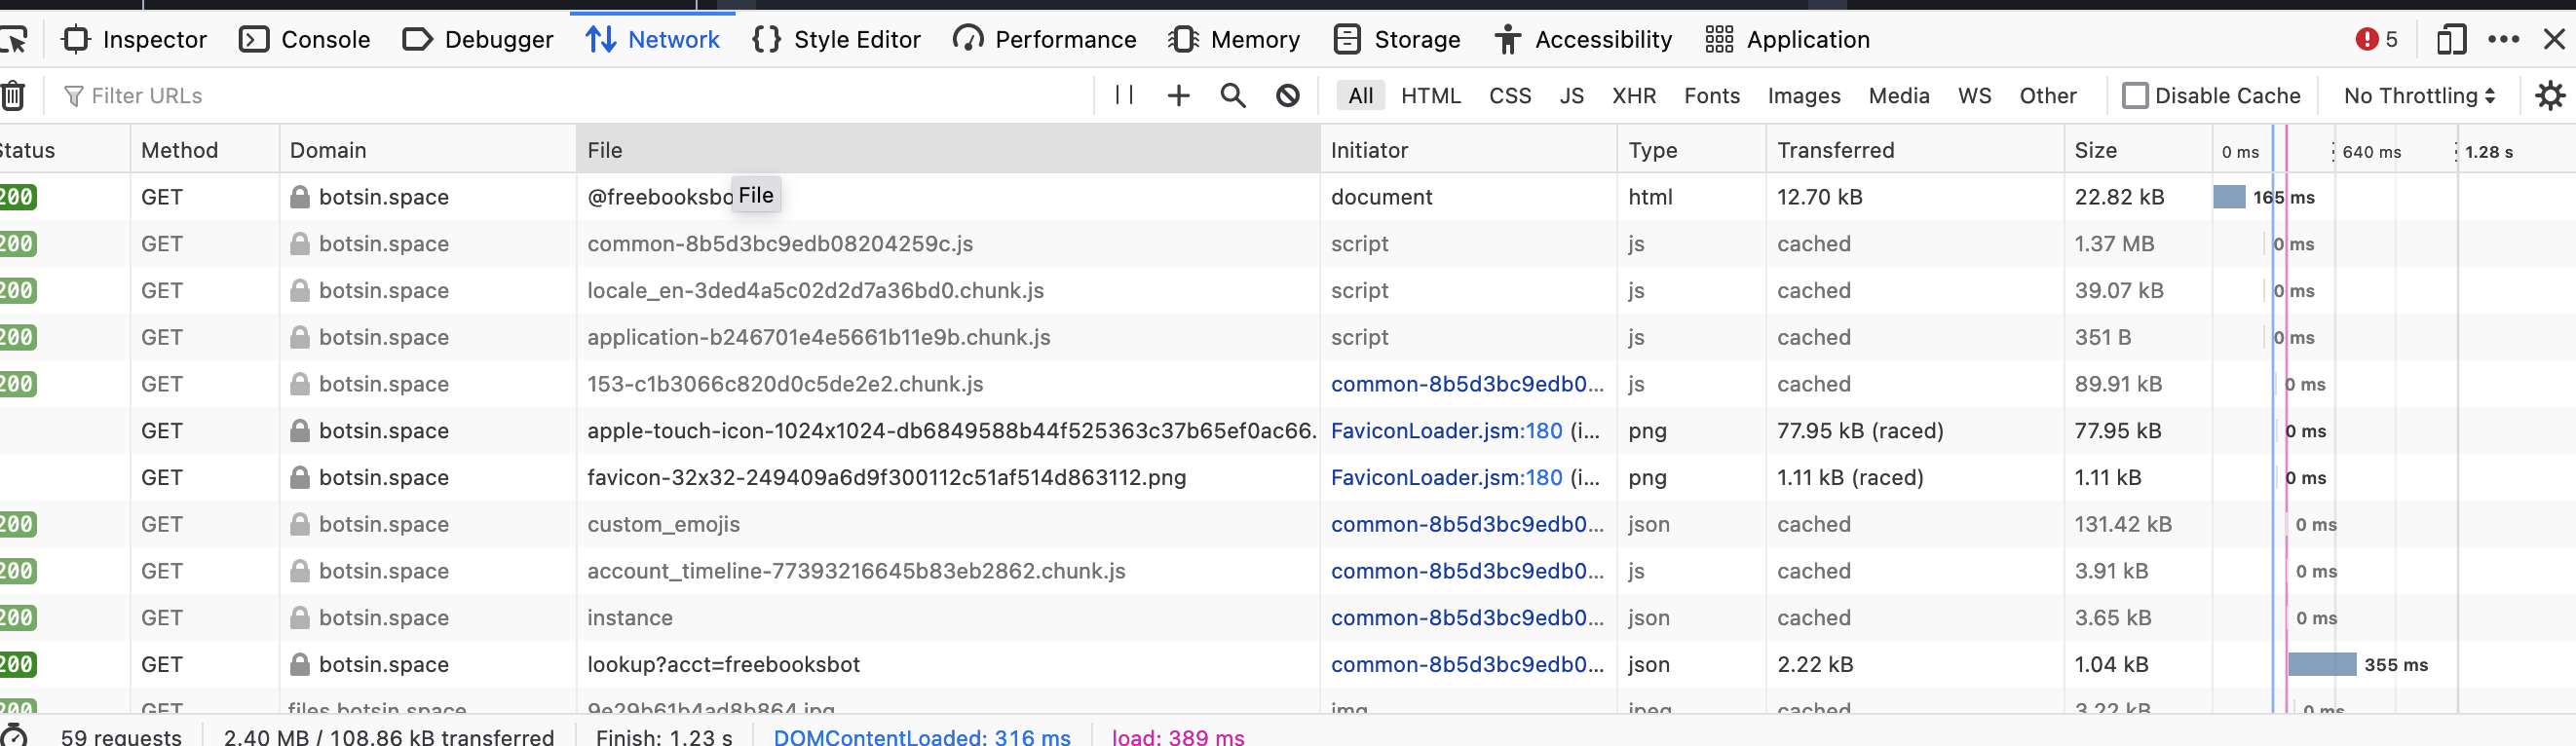 Inspector Console Debugger Network Style Editor Performance Memory Storage Accessibility Application 5
Filter URLs All HTML CSS JS XHR Fonts Images Media WS Other Disable Cache No Throttling
Status Method Domain File Initiator Type Transferred Size 0 ms 640 ms 1.28 s
200 GET botsin.space @freebooksbo File document html 12.70 kB 22.82 kB 165 ms
200 GET botsin.space common-8b5d3bc9edb08204259c.js script js cached 1.37 MB 0 ms
200 GET botsin.space locale_en-3ded4a5c02d2d7a36bd0.chunk.js script js cached 39.07 kB 0 ms
200 GET botsin.space application-b246701e4e5661b11e9b.chunk.js script js cached 351 B 0 ms
200 GET botsin.space 153-c1b3066c820d0c5de2e2.chunk.js common-8b5d3bc9edb0... js cached 89.91 kB 0 ms
GET botsin.space apple-touch-icon-1024x1024-db6849588b44f525363c37b65ef0ac66. FaviconLoader.jsm:180 (i... png 77.95 kB (raced) 77.95 kB 0 ms
GET botsin.space favicon-32x32-249409a6d9f300112c51af514d863112.png FaviconLoader.jsm:180 (i... png 1.11 kB (raced) 1.11 kB 0 ms
200 GET botsin.space custom_emojis common-8b5d3bc9edb0... json cached 131.42 kB 0 ms
200 GET botsin.space account_timeline-77393216645b83eb2862.chunk.js common-8b5d3bc9edb0... js cached 3.91 kB 0 ms
200 GET botsin.space instance common-8b5d3bc9edb0... json cached 3.65 kB 0 ms
200 GET botsin.space lookup?acct=freebooksbot common-8b5d3bc9edb0... json 2.22 kB 1.04 kB 355 ms
200 GET files.botsin.space 9e29b61b4ad8b864.jpg img jpeg cached 3.22 kB 0 ms
59 requests 2.40 MB / 108.86 kB transferred Finish: 1.23 s DOMContentLoaded: 316 ms load: 389 ms